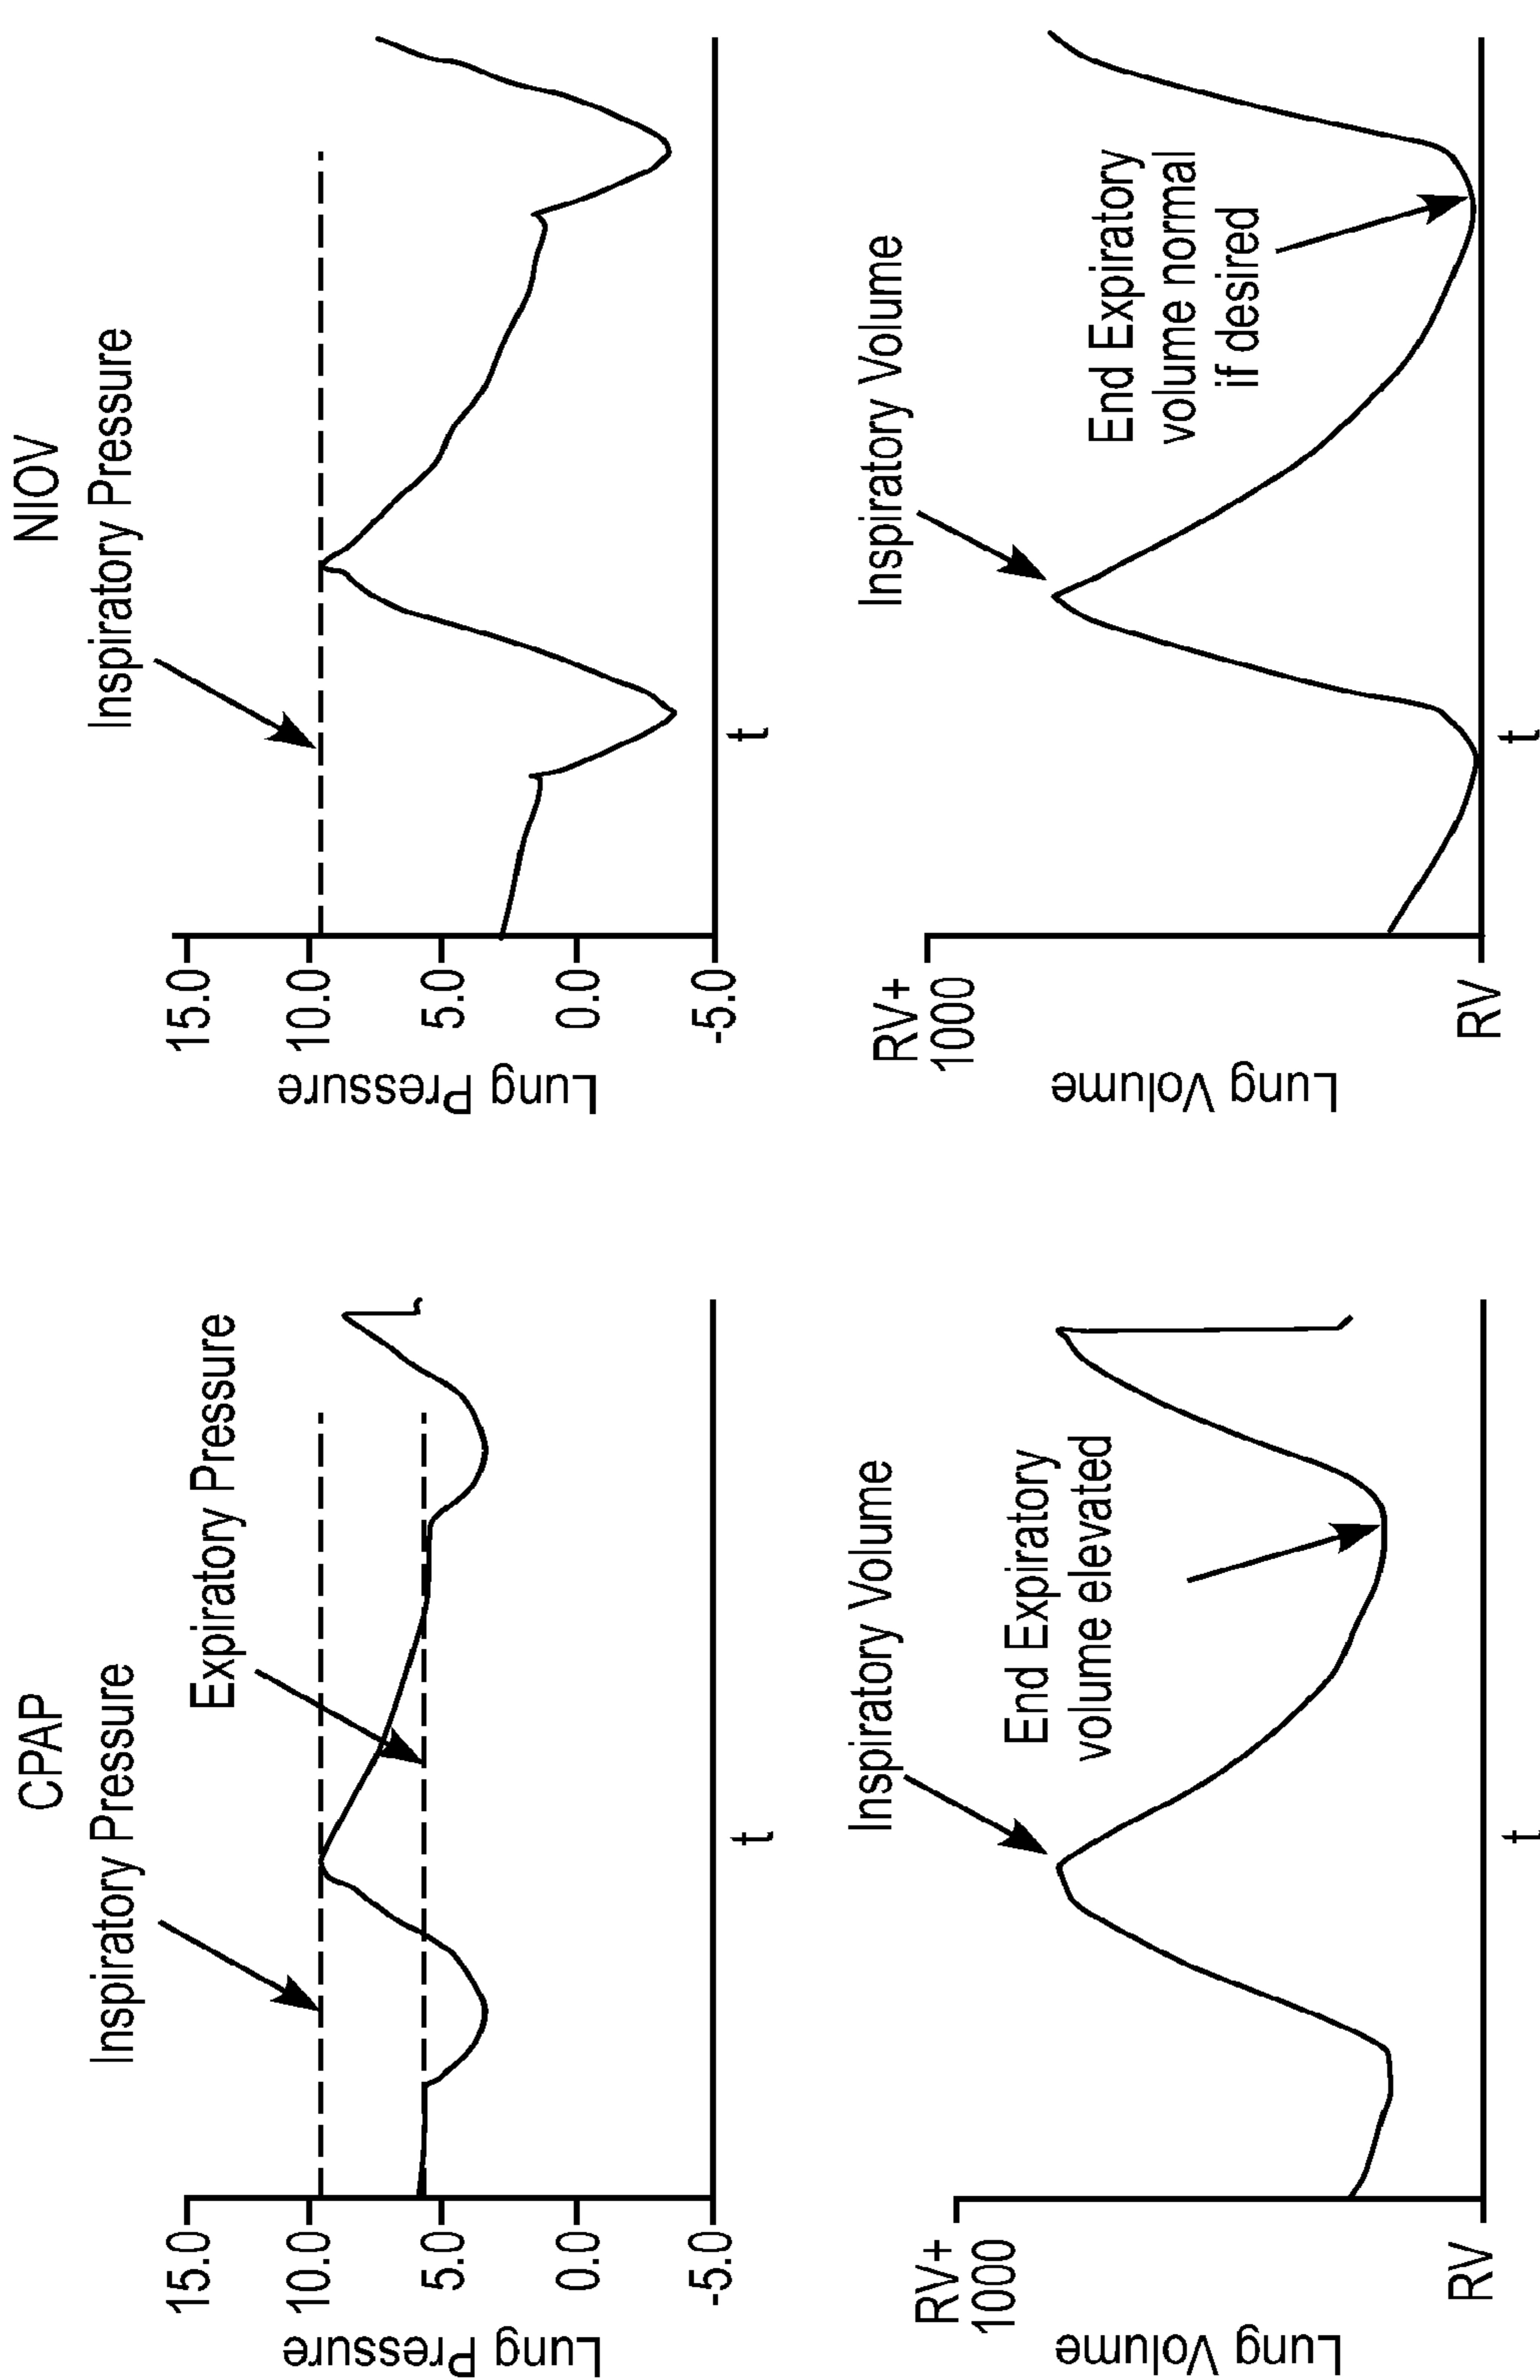 CPAP
Inspiratory Pressure
Expiratory Pressure
Lung Pressure
15.0
10.0
5.0
0.0
-5.0
t
NIOV
Inspiratory Pressure
Lung Pressure
15.0
10.0
5.0
0.0
-5.0
t
Inspiratory Volume
End Expiratory
volume elevated
Lung Volume
RV+
1000
RV
t
Inspiratory Volume
End Expiratory
volume normal
if desired
Lung Volume
RV+
1000
RV
t